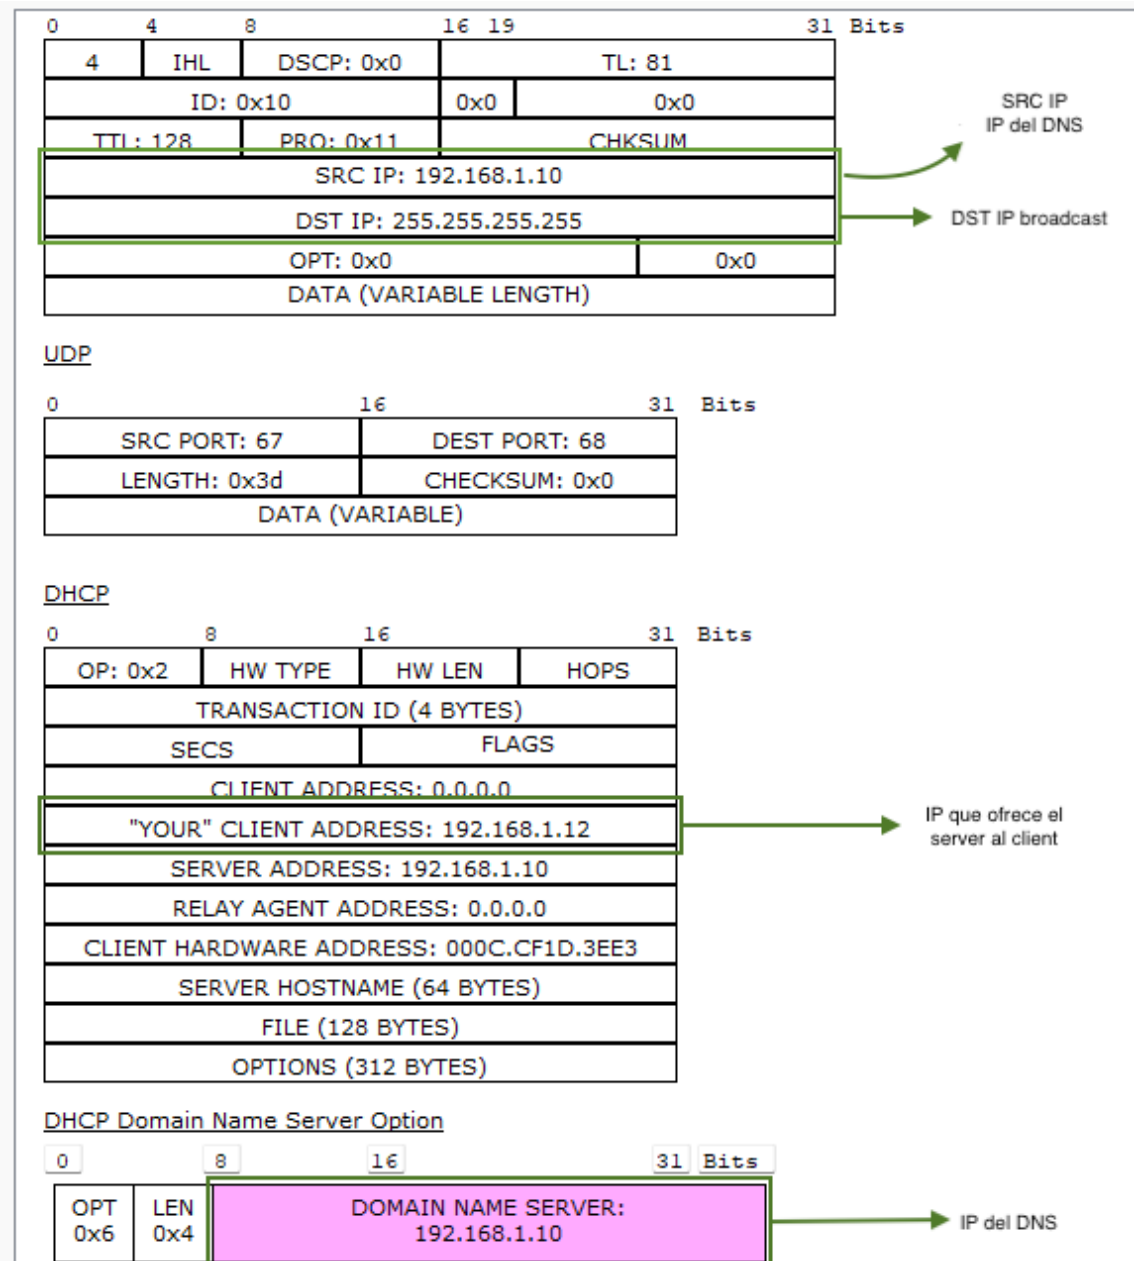 0 4 8 16 19 31 Bits
4 IHL DSCP: 0x0 TL: 81
ID: 0x10 0x0 0x0
TTL: 128 PRO: 0x11 CHKSUM
SRC IP
IP del DNS
SRC IP: 192.168.1.10
DST IP: 255.255.255.255
DST IP broadcast
OPT: 0x0 0x0
DATA (VARIABLE LENGTH)
UDP
0 16 31 Bits
SRC PORT: 67 DEST PORT: 68
LENGTH: 0x3d CHECKSUM: 0x0
DATA (VARIABLE)
DHCP
0 8 16 31 Bits
OP: 0x2 HW TYPE HW LEN HOPS
TRANSACTION ID (4 BYTES)
SECS FLAGS
CLIENT ADDRESS: 0.0.0.0
"YOUR" CLIENT ADDRESS: 192.168.1.12
IP que ofrece el
server al client
SERVER ADDRESS: 192.168.1.10
RELAY AGENT ADDRESS: 0.0.0.0
CLIENT HARDWARE ADDRESS: 000C.CF1D.3EE3
SERVER HOSTNAME (64 BYTES)
FILE (128 BYTES)
OPTIONS (312 BYTES)
DHCP Domain Name Server Option
0 8 16 31 Bits
OPT LEN DOMAIN NAME SERVER:
0x6 0x4 192.168.1.10
IP del DNS